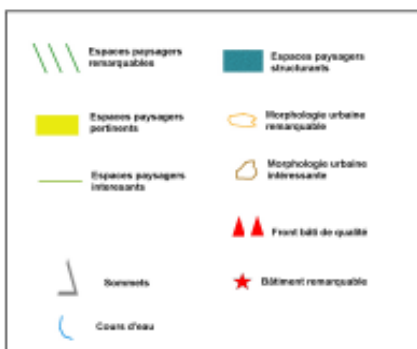 Espaces paysagers
remarquables
Espaces paysagers
structurants
Espaces paysagers
pertinents
Morphologie urbaine
remarquable
Espaces paysagers
interessants
Morphologie urbaine
intéressante
Front bâti de qualité
Sommets
Bâtiment remarquable
Cours d'eau